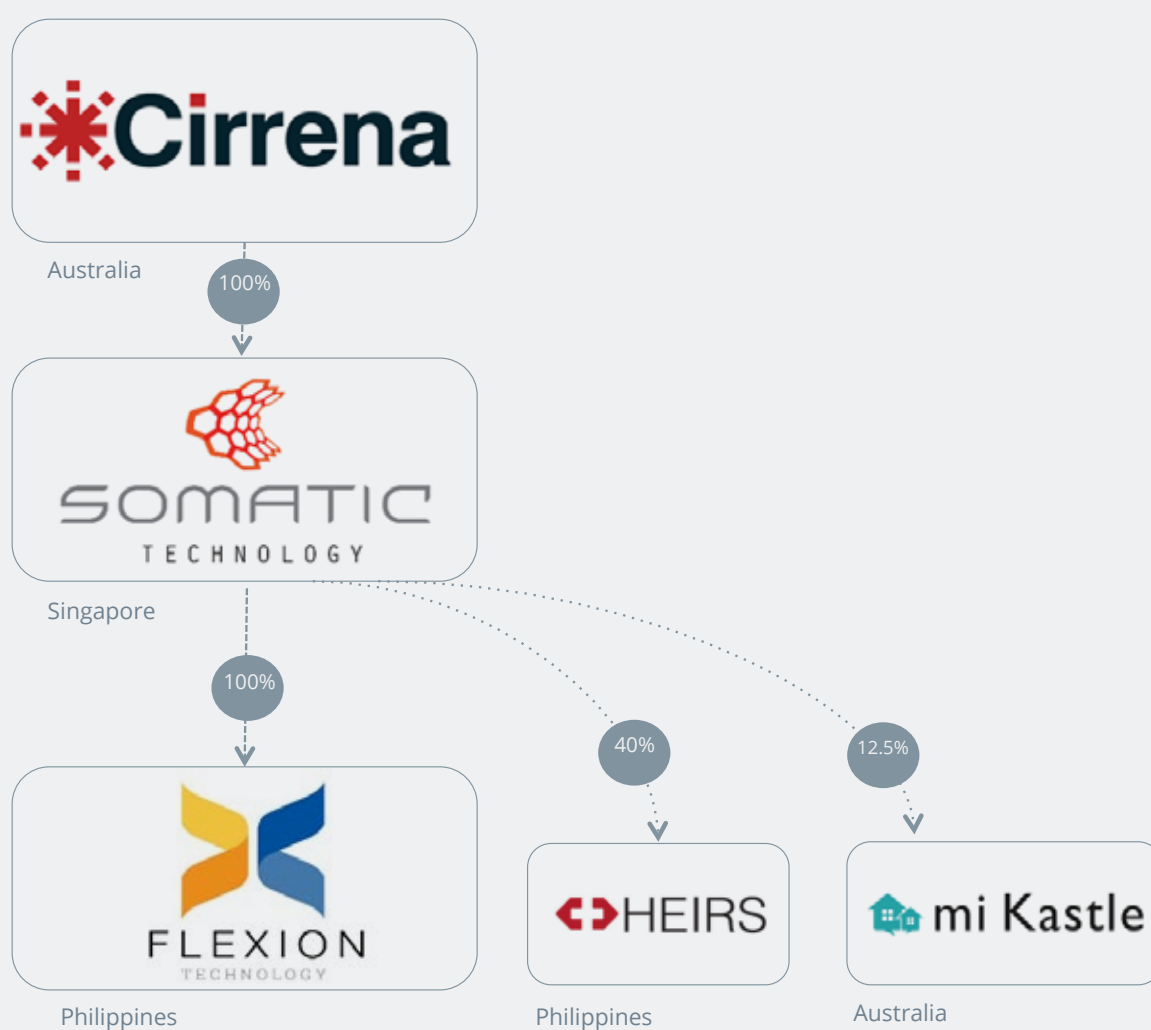 Cirrena
Australia
100%
SOMATIC
TECHNOLOGY
Singapore
100%
40%
12.5%
FLEXION
TECHNOLOGY
HEIRS
mi Kastle
Philippines
Philippines
Australia